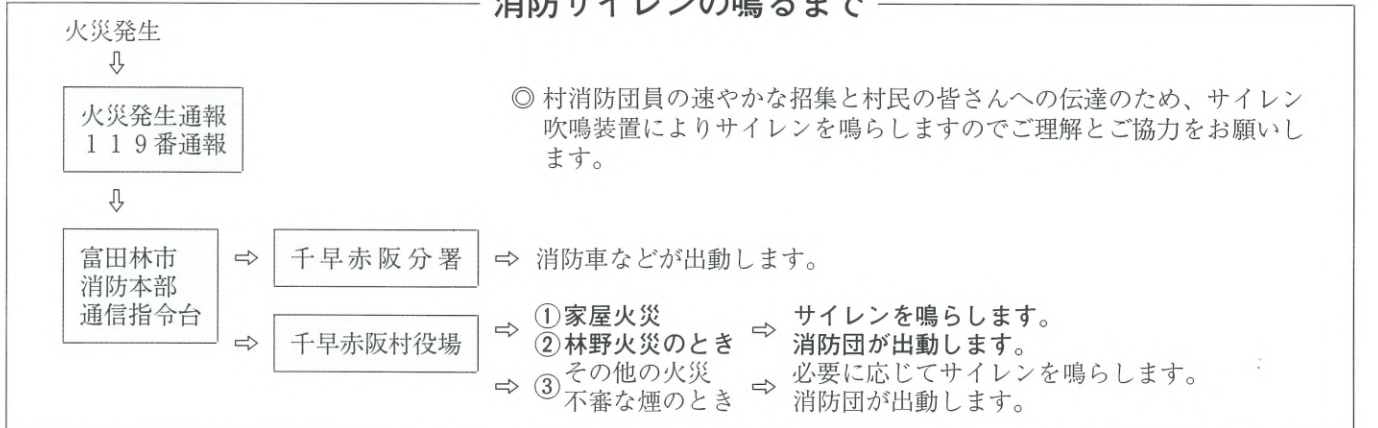 消防サイレンの鳴るまで
火災発生
⇩
火災発生通報
１１９番通報
◎ 村消防団員の速やかな招集と村民の皆さんへの伝達のため、サイレン
吹鳴装置によりサイレンを鳴らしますのでご理解とご協力をお願いし
ます。
⇩
富田林市
消防本部
通信指令台
⇨ 千早赤阪分署 ⇨ 消防車などが出動します。
⇨ 千早赤阪村役場
⇨ ①家屋火災 ⇨ サイレンを鳴らします。
②林野火災のとき 消防団が出動します。
⇨ ③その他の火災 ⇨ 必要に応じてサイレンを鳴らします。
不審な煙のとき 消防団が出動します。